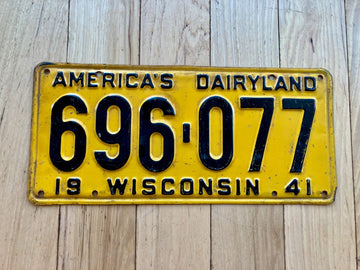 AMERICA'S DAIRYLAND
696-077
19 WISCONSIN 41